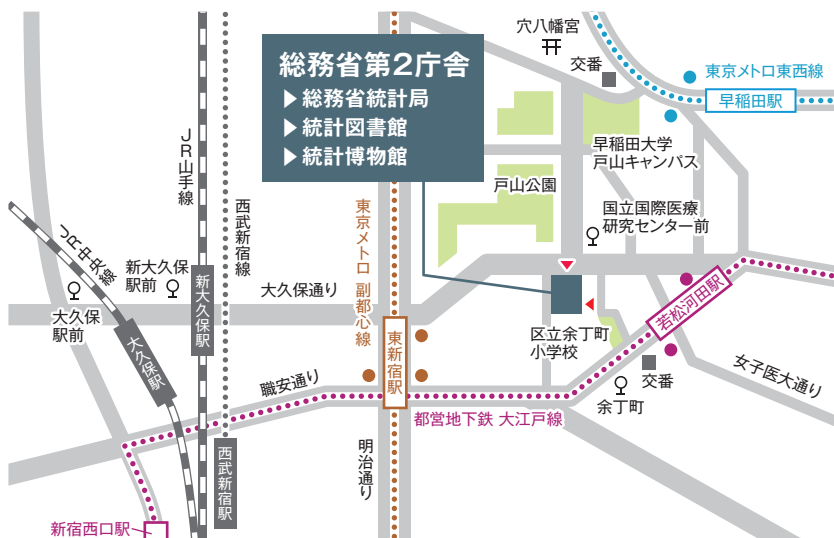 穴八幡宮
総務省第2庁舎
▶総務省統計局
▶統計図書館
▶統計博物館
交番
東京メトロ東西線
早稲田駅
JR山手線
早稲田大学
戸山キャンパス
戸山公園
西武新宿線
東京メトロ 副都心線
国立国際医療
研究センター前
JR中央線
新大久保
駅前
新大久保駅
大久保通り
大久保
駅前
大久保駅
若松河田駅
東新宿駅
区立余丁町
小学校
交番
女子医大通り
職安通り
余丁町
都営地下鉄 大江戸線
西武新宿駅
明治通り
新宿西口駅